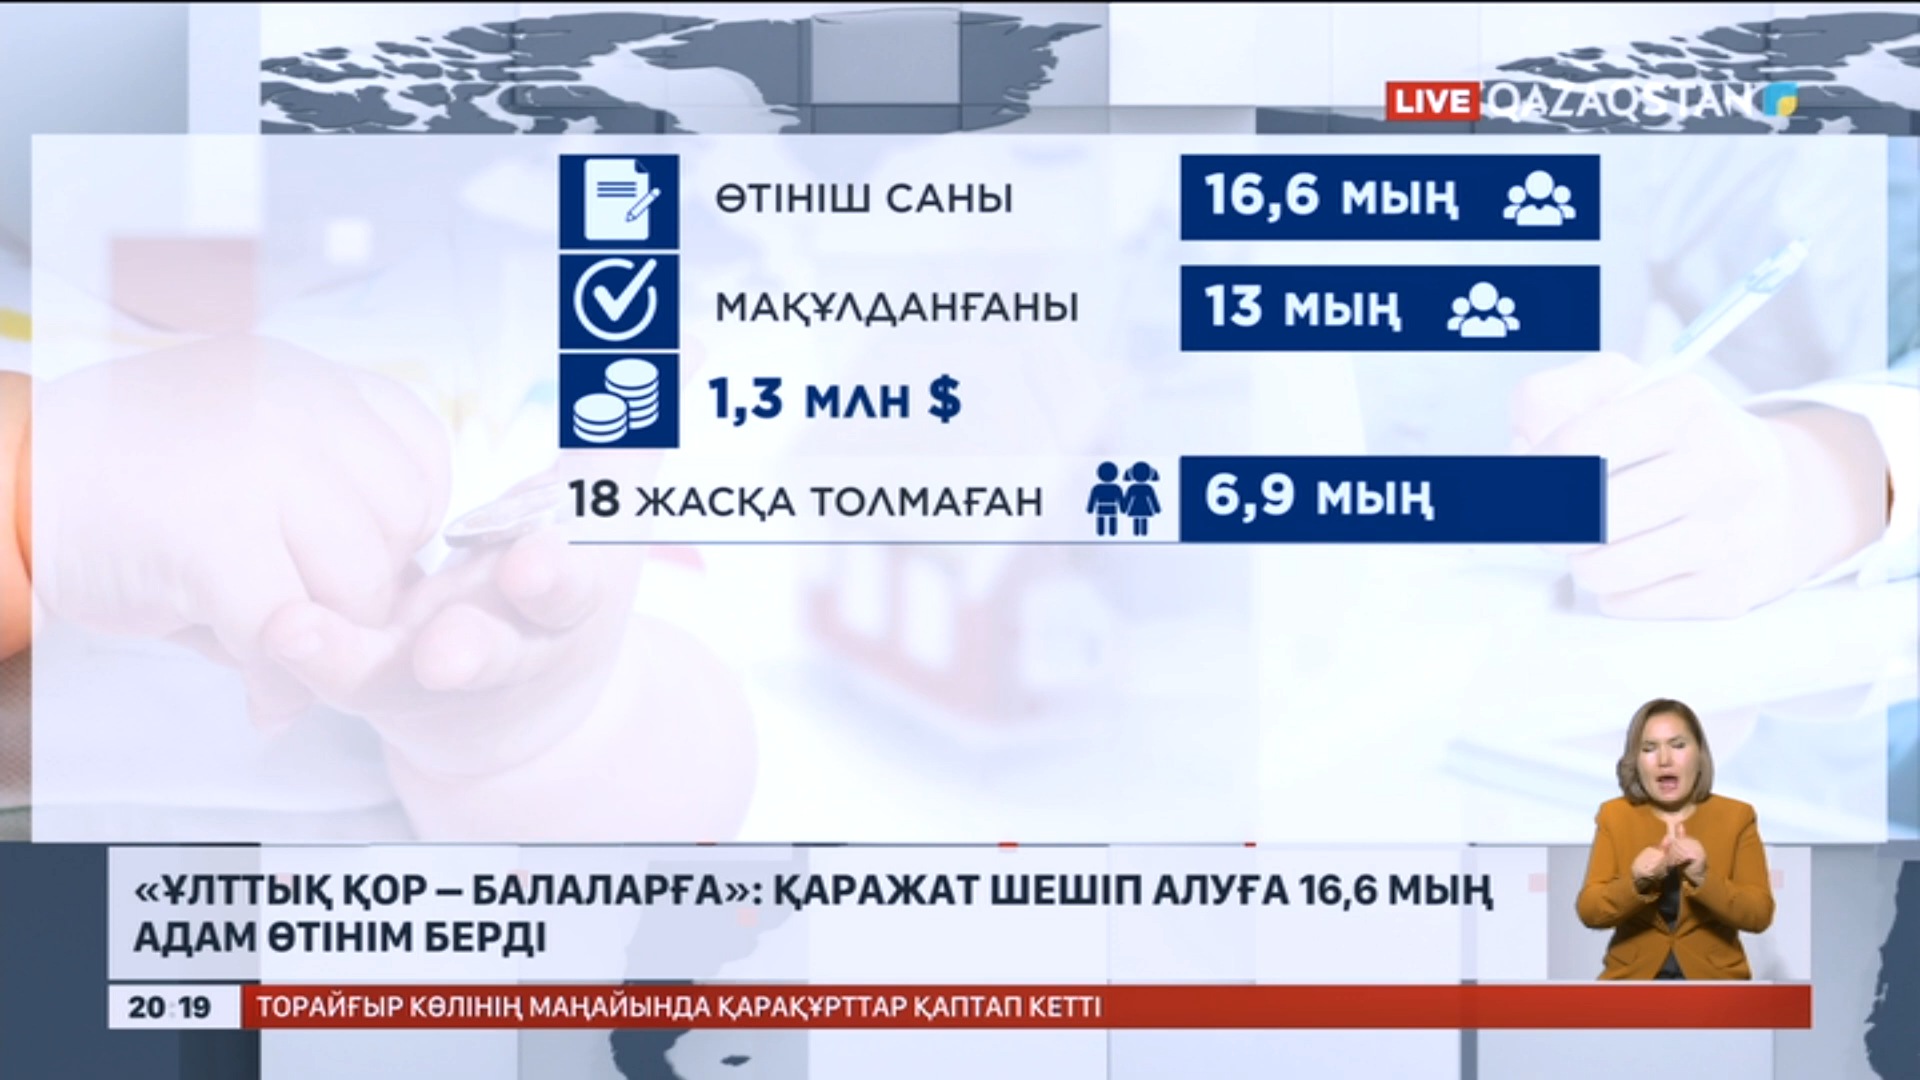 LIVE QAZAQSTAN
ӨТІНІШ САНЫ 16,6 МЫҢ
МАҚҰЛДАНҒАНЫ 13 МЫҢ
1,3 МЛН $
18 ЖАСҚА ТОЛМАҒАН 6,9 МЫҢ
«ҰЛТТЫҚ ҚОР – БАЛАЛАРҒА»: ҚАРАЖАТ ШЕШІП АЛУҒА 16,6 МЫҢ
АДАМ ӨТІНІМ БЕРДІ
20:19 ТОРАЙҒЫР КӨЛІНІҢ МАҢАЙЫНДА ҚАРАҚҰРТТАР ҚАПТАП КЕТТІ